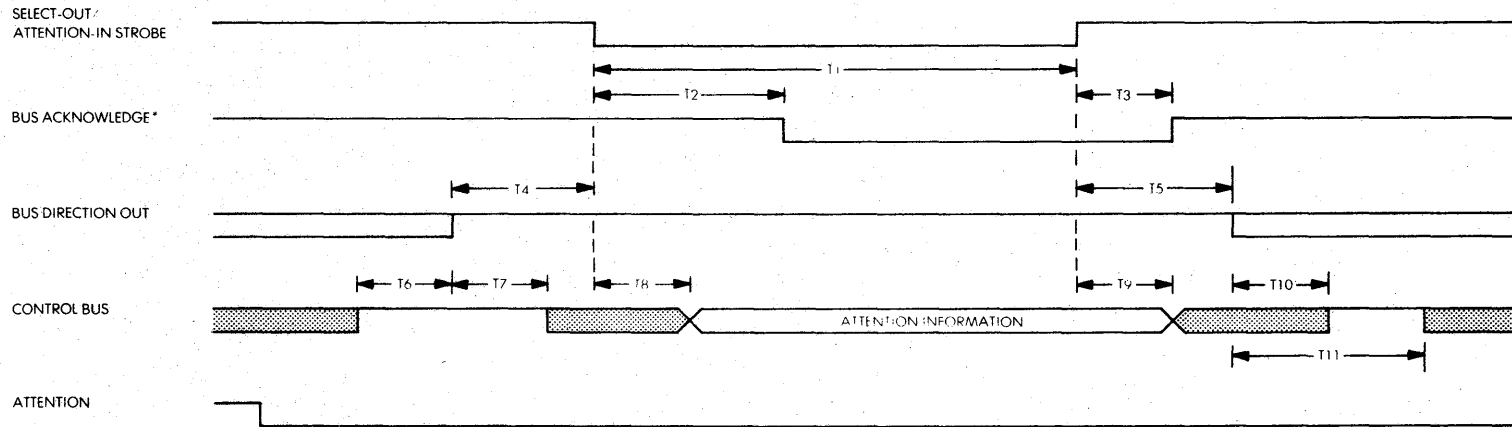 SELECT-OUT/
ATTENTION-IN STROBE
T1
T2
T3
BUS ACKNOWLEDGE*
T4
T5
BUS DIRECTION OUT
T6
T7
T8
T9
T10
CONTROL BUS
ATTENTION INFORMATION
T11
ATTENTION